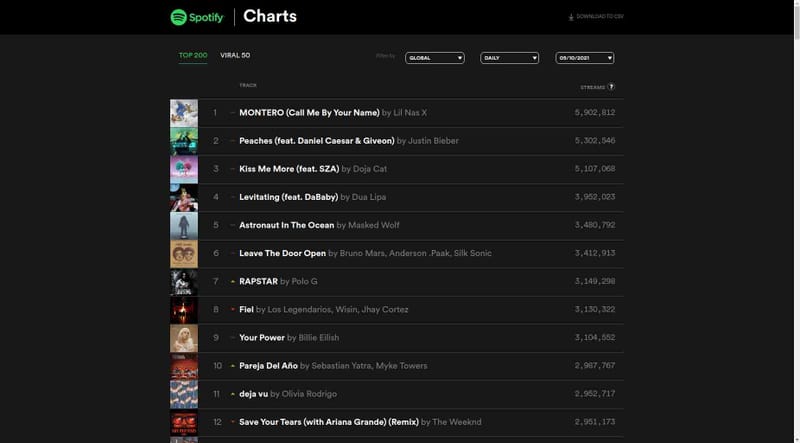 Spotify Charts
DOWNLOAD TO CSV
TOP 200 VIRAL 50 Filter by GLOBAL DAILY 05/10/2021
TRACK STREAMS ?
1 MONTERO (Call Me By Your Name) by Lil Nas X 5,902,812
2 Peaches (feat. Daniel Caesar & Giveon) by Justin Bieber 5,302,546
3 Kiss Me More (feat. SZA) by Doja Cat 5,107,068
4 Levitating (feat. DaBaby) by Dua Lipa 3,952,023
5 Astronaut In The Ocean by Masked Wolf 3,480,792
6 Leave The Door Open by Bruno Mars, Anderson .Paak, Silk Sonic 3,412,913
7 RAPSTAR by Polo G 3,149,298
8 Fiel by Los Legendarios, Wisin, Jhay Cortez 3,130,322
9 Your Power by Billie Eilish 3,104,552
10 Pareja Del Año by Sebastian Yatra, Myke Towers 2,987,767
11 deja vu by Olivia Rodrigo 2,952,717
12 Save Your Tears (with Ariana Grande) (Remix) by The Weeknd 2,951,173